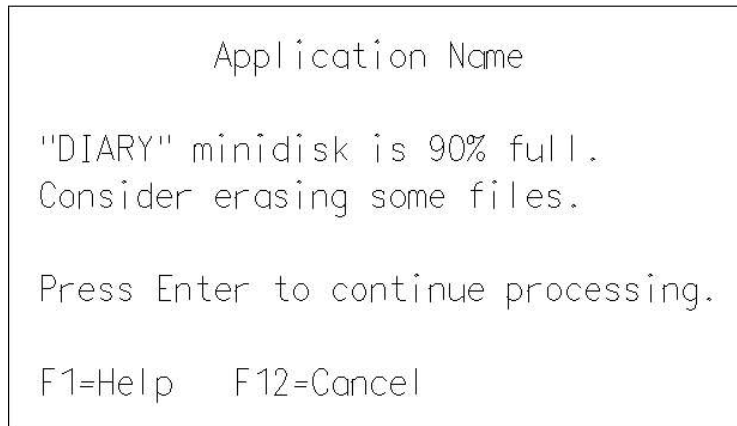 Application Name
"DIARY" minidisk is 90% full.
Consider erasing some files.
Press Enter to continue processing.
F1=Help F12=Cancel